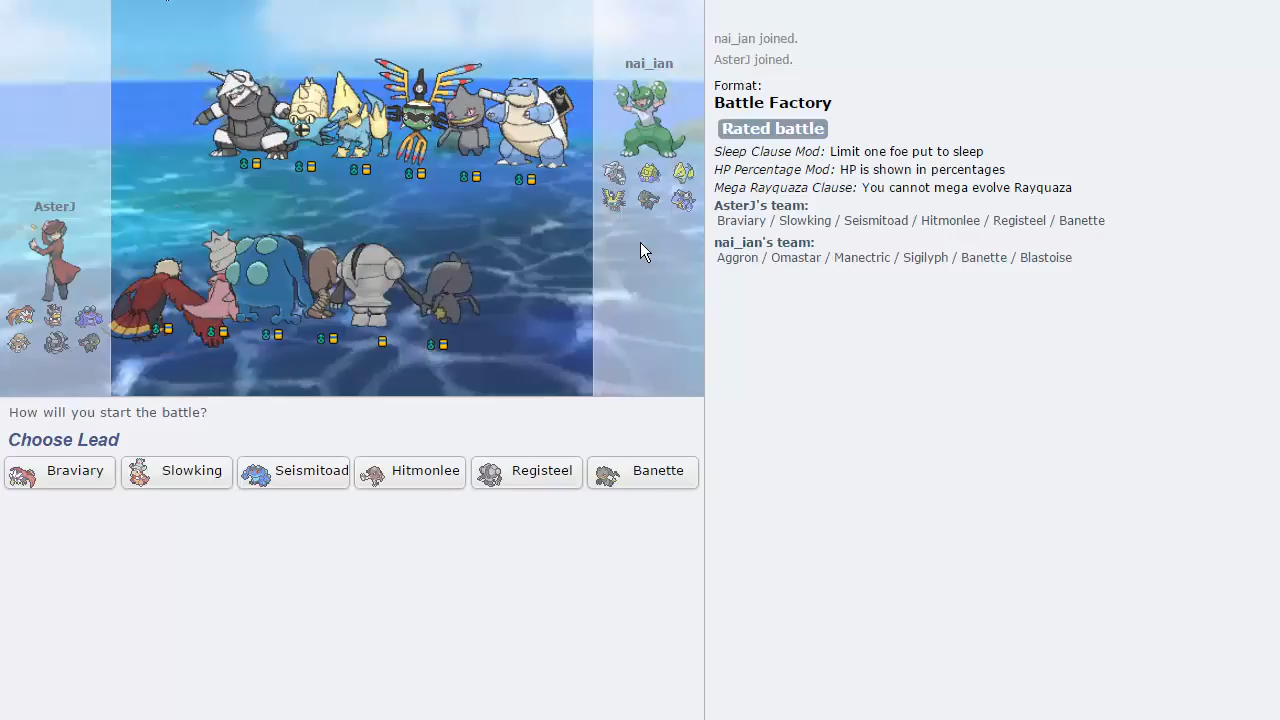 nai_ian
AsterJ
How will you start the battle?
Choose Lead
Braviary
Slowking
Seismitoad
Hitmonlee
Registeel
Banette
nai_ian joined.
AsterJ joined.
Format:
Battle Factory
Rated battle
Sleep Clause Mod: Limit one foe put to sleep
HP Percentage Mod: HP is shown in percentages
Mega Rayquaza Clause: You cannot mega evolve Rayquaza
AsterJ's team:
Braviary / Slowking / Seismitoad / Hitmonlee / Registeel / Banette
nai_ian's team:
Aggron / Omastar / Manectric / Sigilyph / Banette / Blastoise